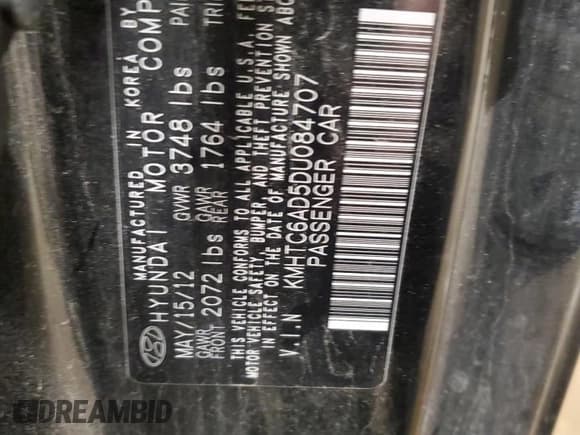 MANUFACTURED IN KOREA BY
HYUNDAI MOTOR COMP
MAY/15/12 GVWR 3748 lbs PAI
GAWR FRONT 2072 lbs GAWR REAR 1764 lbs TRI
THIS VEHICLE CONFORMS TO ALL APPLICABLE U.S.A. FE
MOTOR VEHICLE SAFETY, BUMPER, AND THEFT PREVENTION S
IN EFFECT ON THE DATE OF MANUFACTURE SHOWN ABO
V.I.N KMHTC6AD5DU084707
PASSENGER CAR
DREAMBID